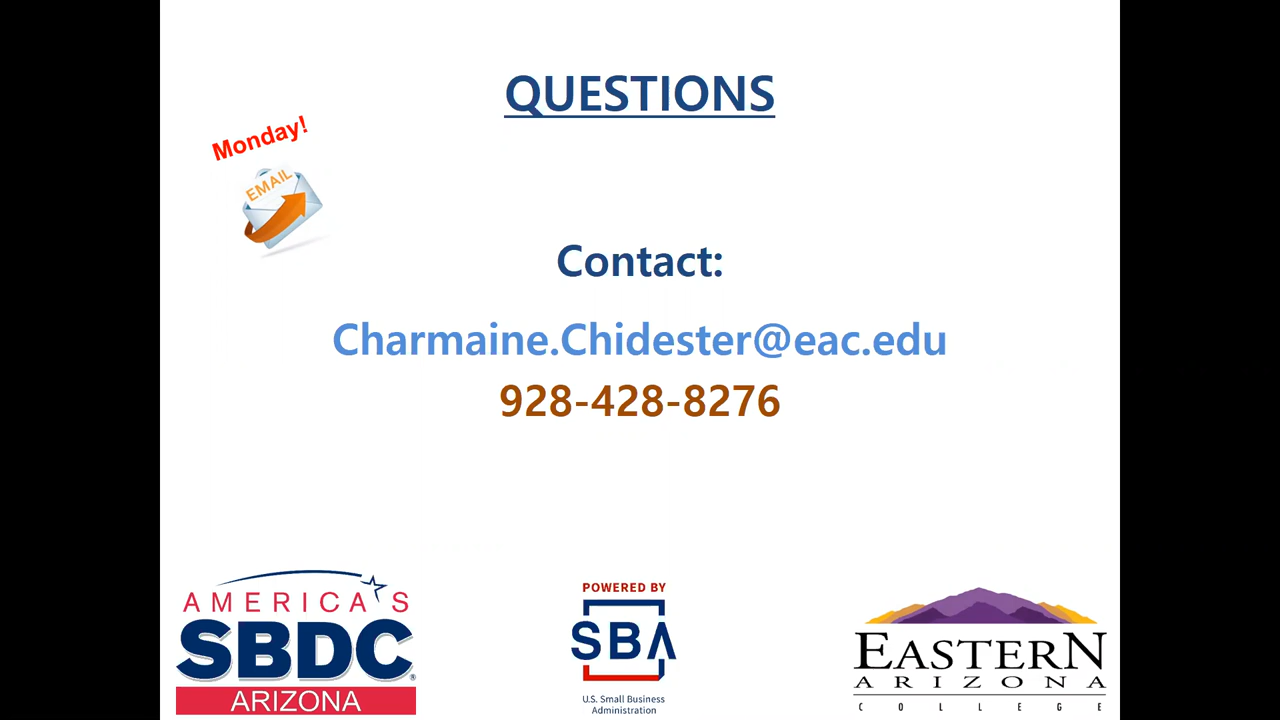 QUESTIONS
Monday!
EMAIL
Contact:
Charmaine.Chidester@eac.edu
928-428-8276
AMERICA'S
SBDC®
ARIZONA
POWERED BY
SBA
U.S. Small Business
Administration
EASTERN
ARIZONA
COLLEGE